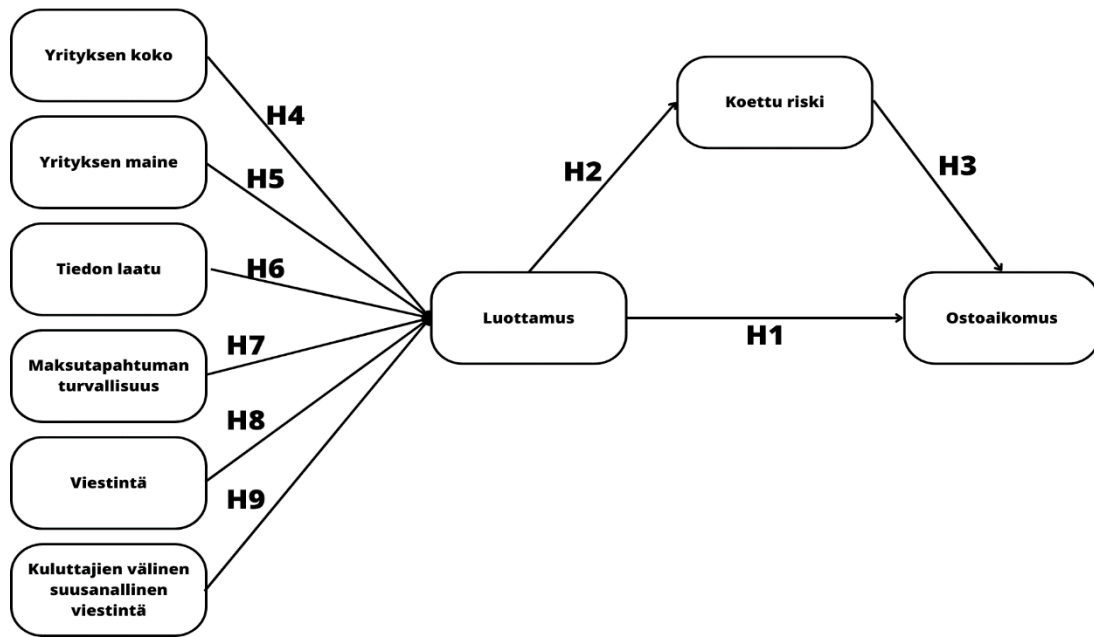 Yrityksen koko
Yrityksen maine
Tiedon laatu
Maksutapahtuman
turvallisuus
Viestintä
Kuluttajien välinen
suusanallinen
viestintä
H4
H5
H6
H7
H8
H9
Luottamus
H2
Koettu riski
H3
H1
Ostoaikomus